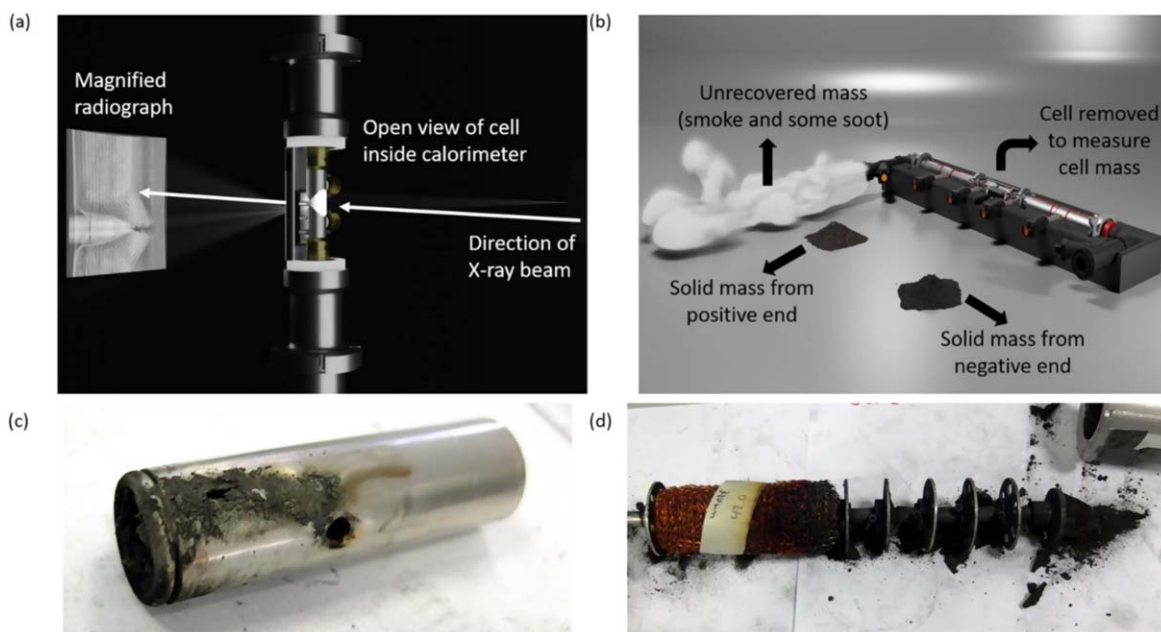 (a)
Magnified
radiograph
Open view of cell
inside calorimeter
Direction of
X-ray beam
(b)
Unrecovered mass
(smoke and some soot)
Cell removed
to measure
cell mass
Solid mass from
positive end
Solid mass from
negative end
(c)
(d)
420